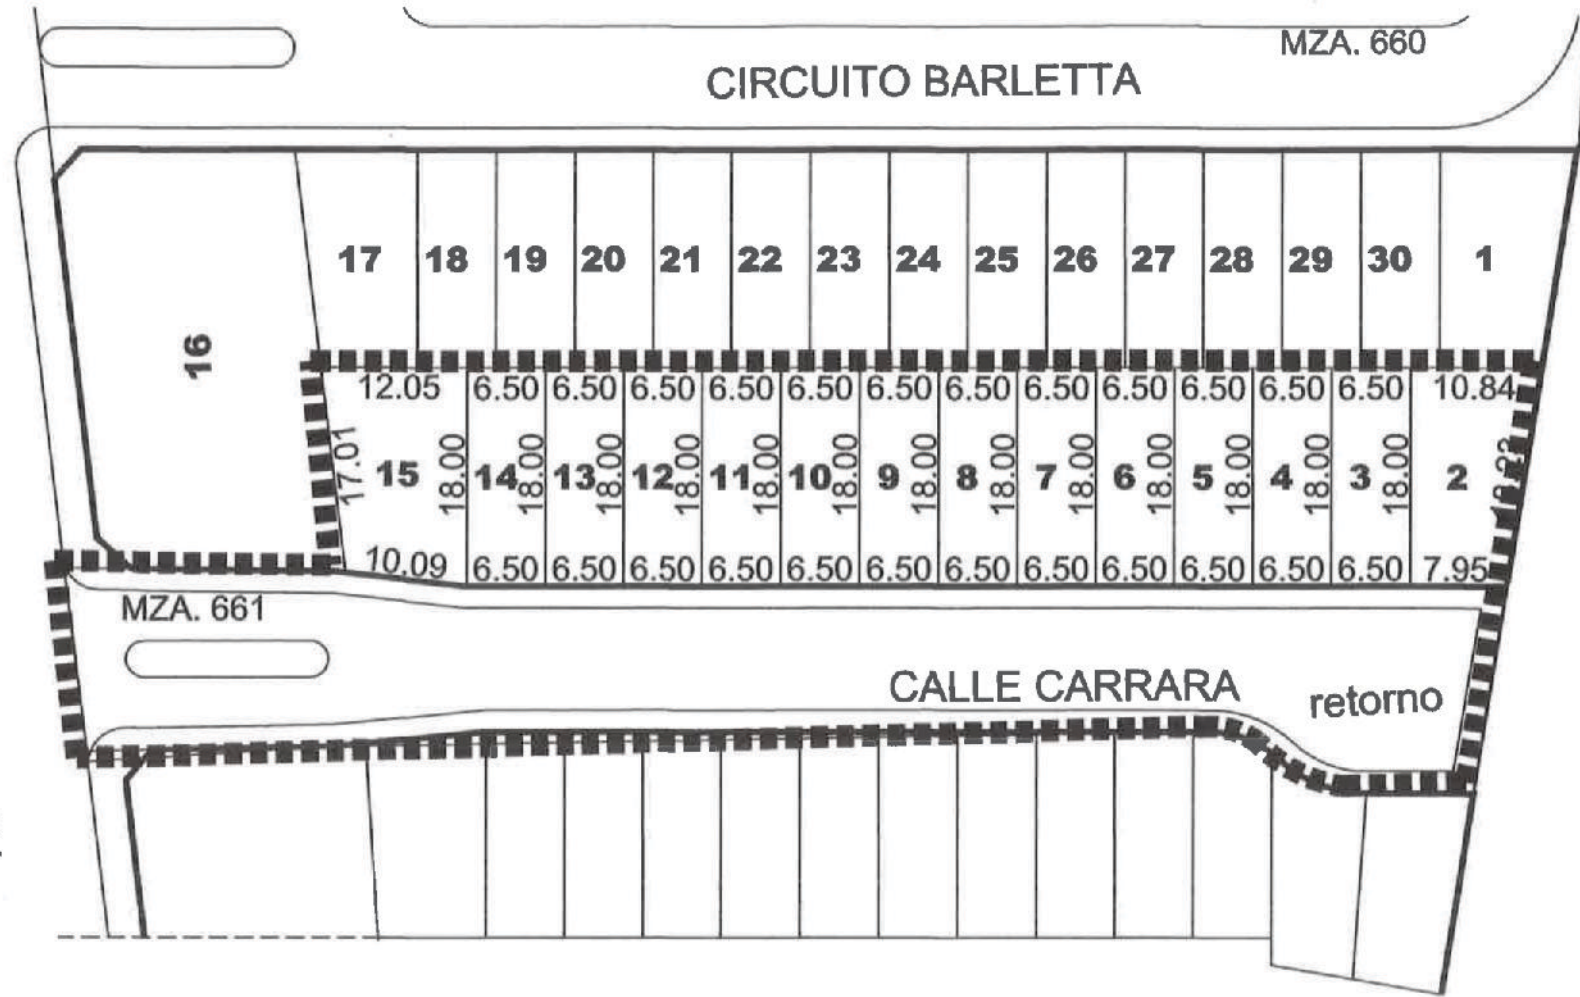 MZA. 660
CIRCUITO BARLETTA
17 18 19 20 21 22 23 24 25 26 27 28 29 30 1
16
12.05 6.50 6.50 6.50 6.50 6.50 6.50 6.50 6.50 6.50 6.50 6.50 6.50 10.84
17.01 15 18.00 14 18.00 13 18.00 12 18.00 11 18.00 10 18.00 9 18.00 8 18.00 7 18.00 6 18.00 5 18.00 4 18.00 3 18.00 2
10.09 6.50 6.50 6.50 6.50 6.50 6.50 6.50 6.50 6.50 6.50 6.50 6.50 7.95
MZA. 661
CALLE CARRARA
retorno